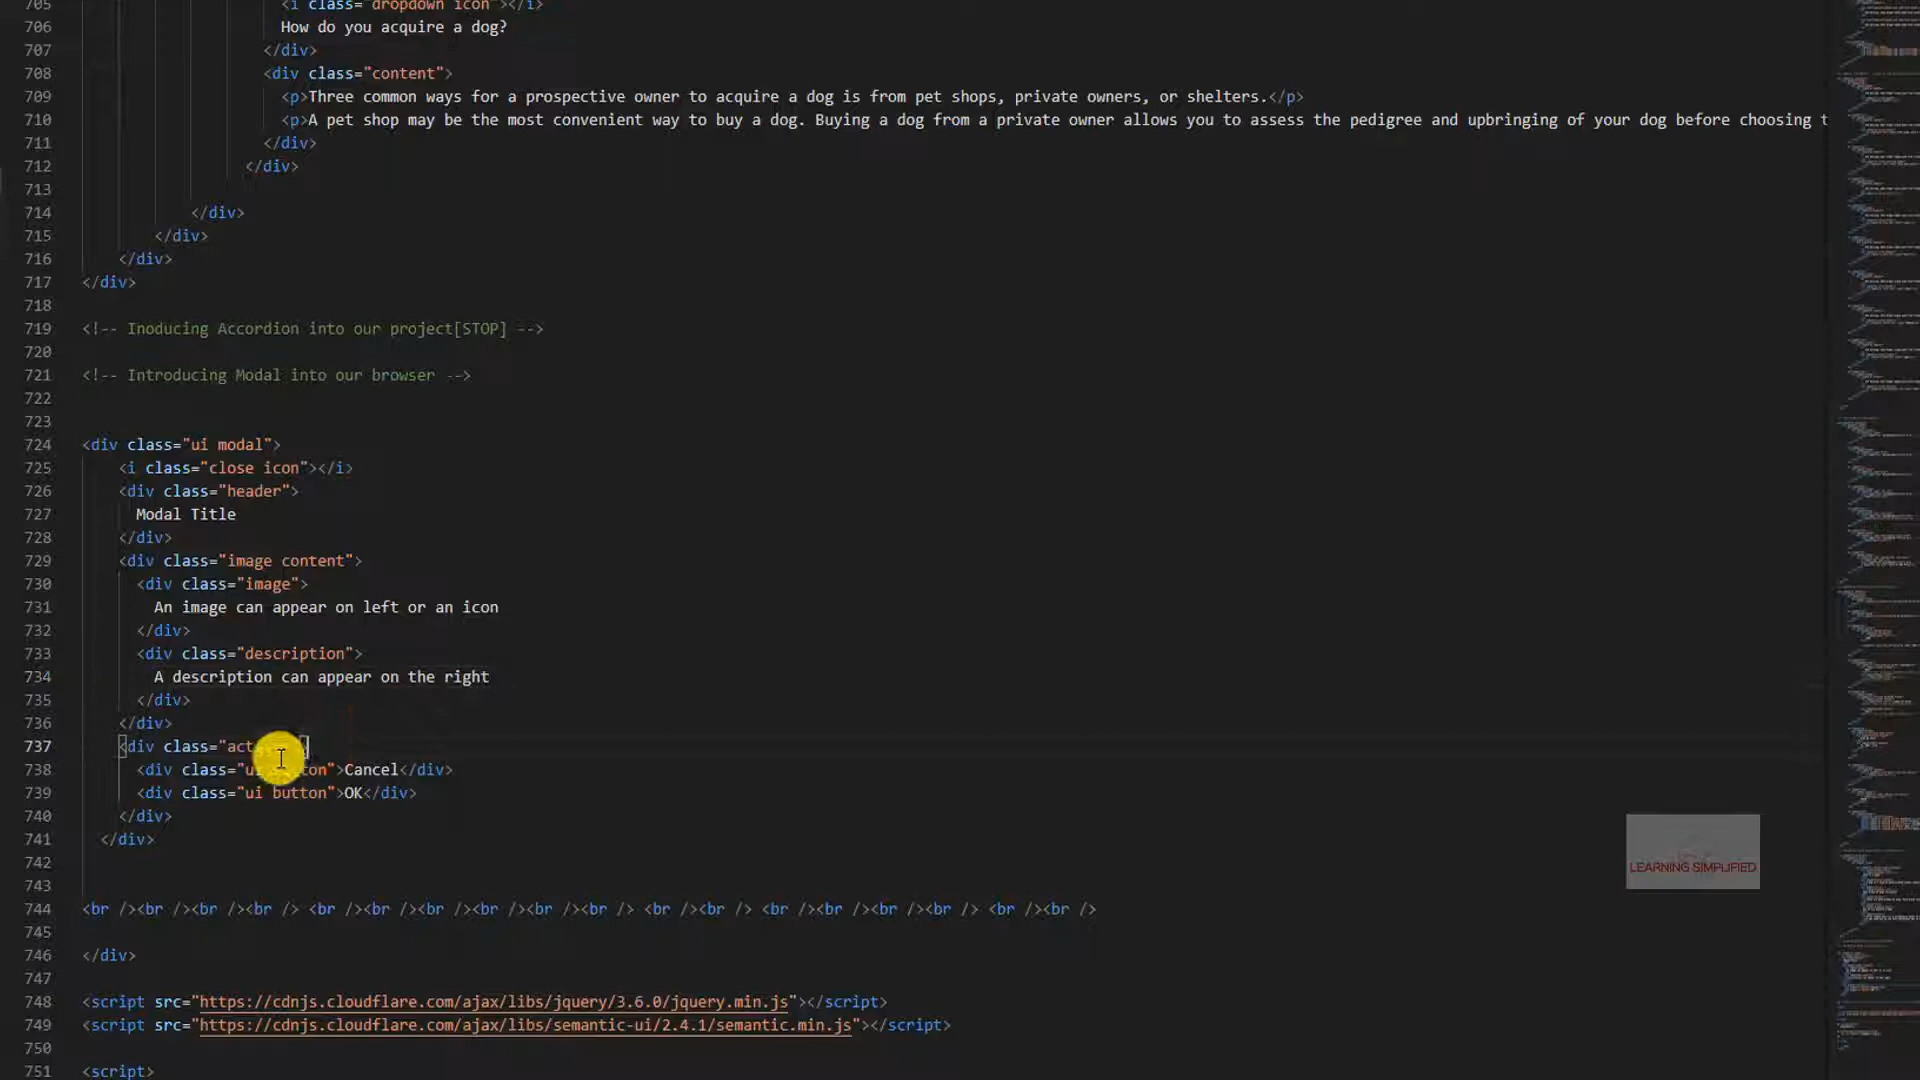 705 <i class="dropdown icon"></i>
706 How do you acquire a dog?
707 </div>
708 <div class="content">
709 <p>Three common ways for a prospective owner to acquire a dog is from pet shops, private owners, or shelters.</p>
710 <p>A pet shop may be the most convenient way to buy a dog. Buying a dog from a private owner allows you to assess the pedigree and upbringing of your dog before choosing t
711 </div>
712 </div>
713
714 </div>
715 </div>
716 </div>
717 </div>
718
719 <!-- Inoducing Accordion into our project[STOP] -->
720
721 <!-- Introducing Modal into our browser -->
722
723
724 <div class="ui modal">
725 <i class="close icon"></i>
726 <div class="header">
727 Modal Title
728 </div>
729 <div class="image content">
730 <div class="image">
731 An image can appear on left or an icon
732 </div>
733 <div class="description">
734 A description can appear on the right
735 </div>
736 </div>
737 <div class="act
738 <div class="ui on">Cancel</div>
739 <div class="ui button">OK</div>
740 </div>
741 </div>
742
743
744 <br /><br /><br /><br /> <br /><br /><br /><br /><br /><br /> <br /><br /> <br /><br /><br /><br /> <br /><br />
745
746 </div>
747
748 <script src="https://cdnjs.cloudflare.com/ajax/libs/jquery/3.6.0/jquery.min.js"></script>
749 <script src="https://cdnjs.cloudflare.com/ajax/libs/semantic-ui/2.4.1/semantic.min.js"></script>
750
751 <script>
LEARNING SIMPLIFIED